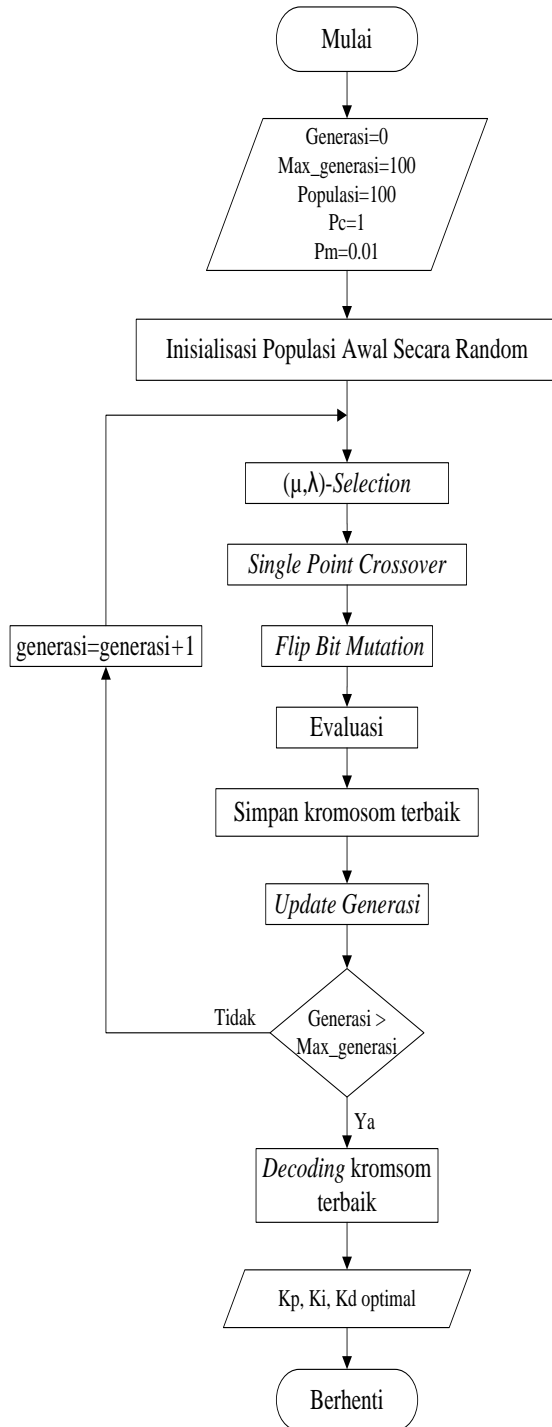 Mulai
Generasi=0
Max_generasi=100
Populasi=100
Pc=1
Pm=0.01
Inisialisasi Populasi Awal Secara Random
(μ,λ)-Selection
Single Point Crossover
generasi=generasi+1
Flip Bit Mutation
Evaluasi
Simpan kromosom terbaik
Update Generasi
Tidak
Generasi >
Max_generasi
Ya
Decoding kromsom
terbaik
Kp, Ki, Kd optimal
Berhenti